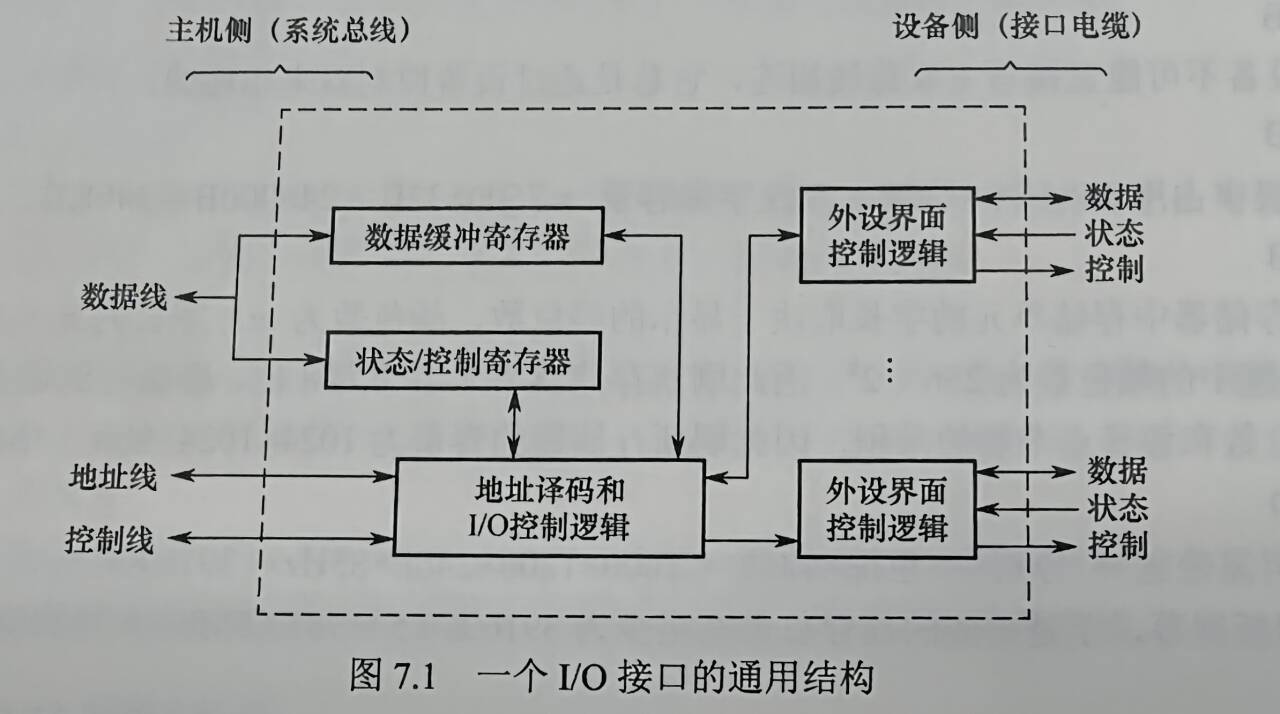 主机侧（系统总线）
设备侧（接口电缆）
数据缓冲寄存器
外设界面
控制逻辑
数据
状态
控制
数据线
状态/控制寄存器
⋮
地址线
控制线
地址译码和
I/O控制逻辑
外设界面
控制逻辑
数据
状态
控制
图 7.1 一个 I/O 接口的通用结构